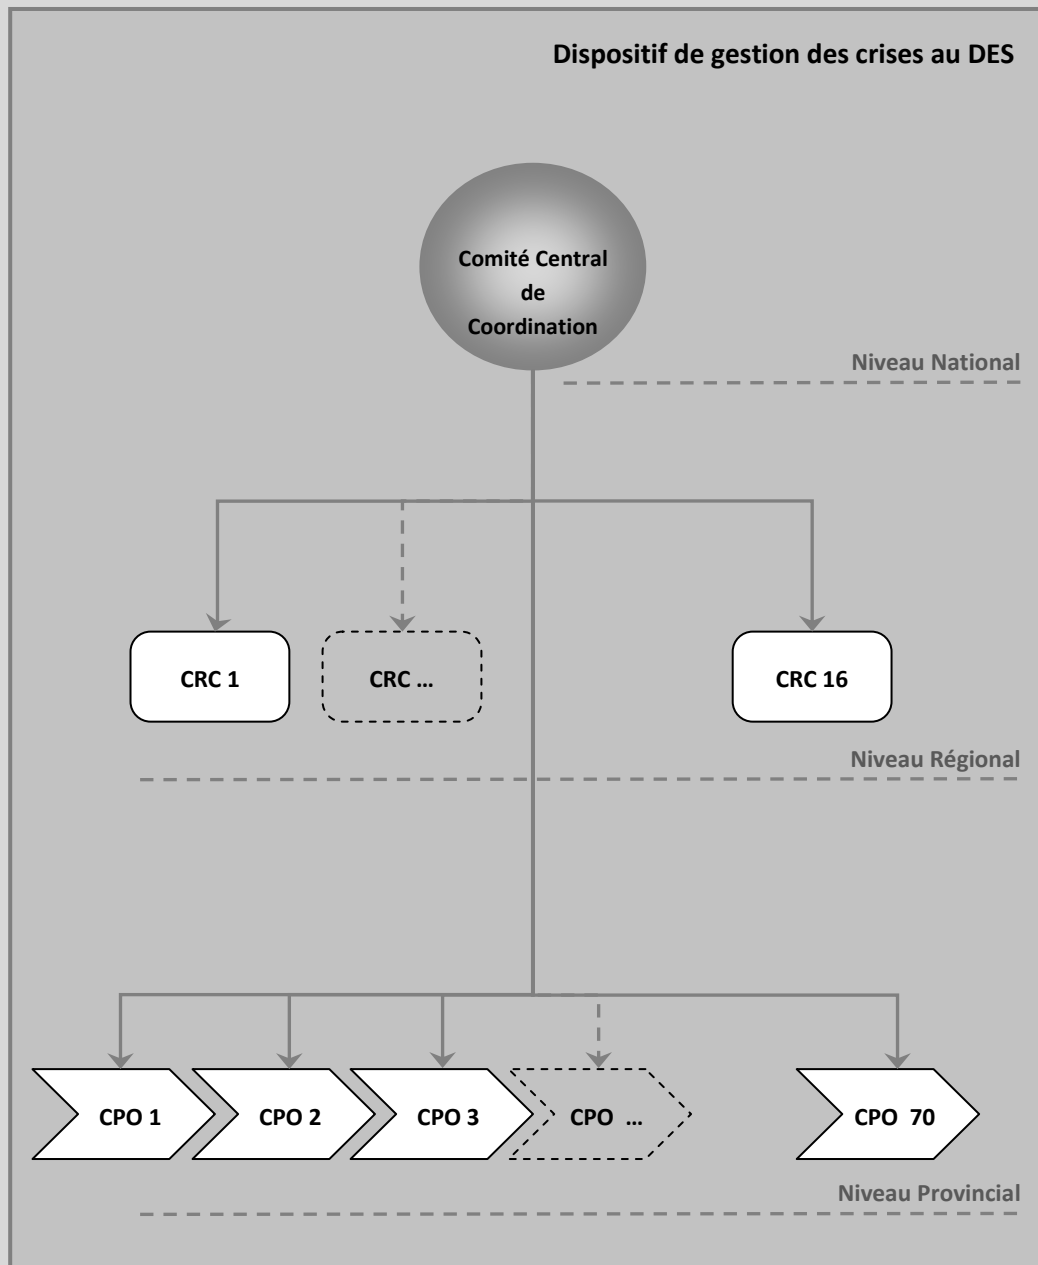 Dispositif de gestion des crises au DES
Comité Central
de
Coordination
Niveau National
CRC 1
CRC ...
CRC 16
Niveau Régional
CPO 1
CPO 2
CPO 3
CPO ...
CPO 70
Niveau Provincial